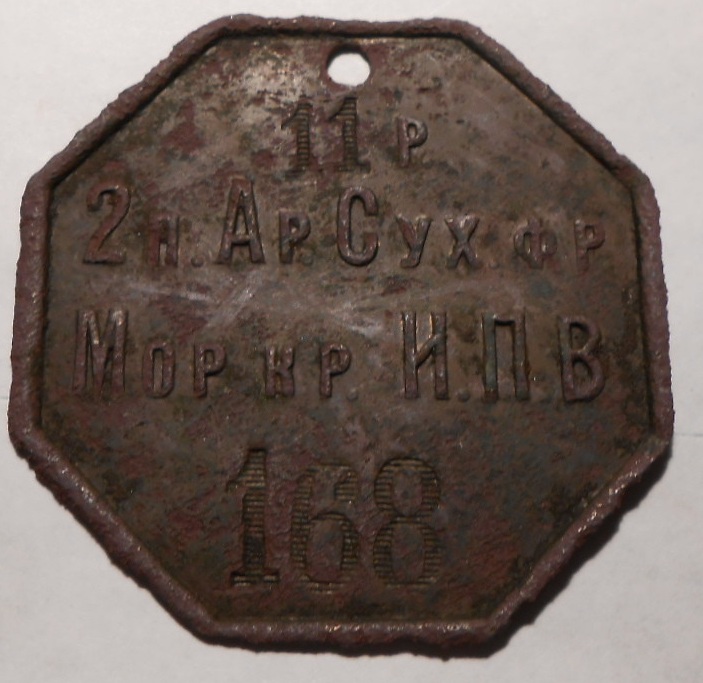 11 Р
2 П. АР. СУХ. ФР
МОР КР. И.П.В
168